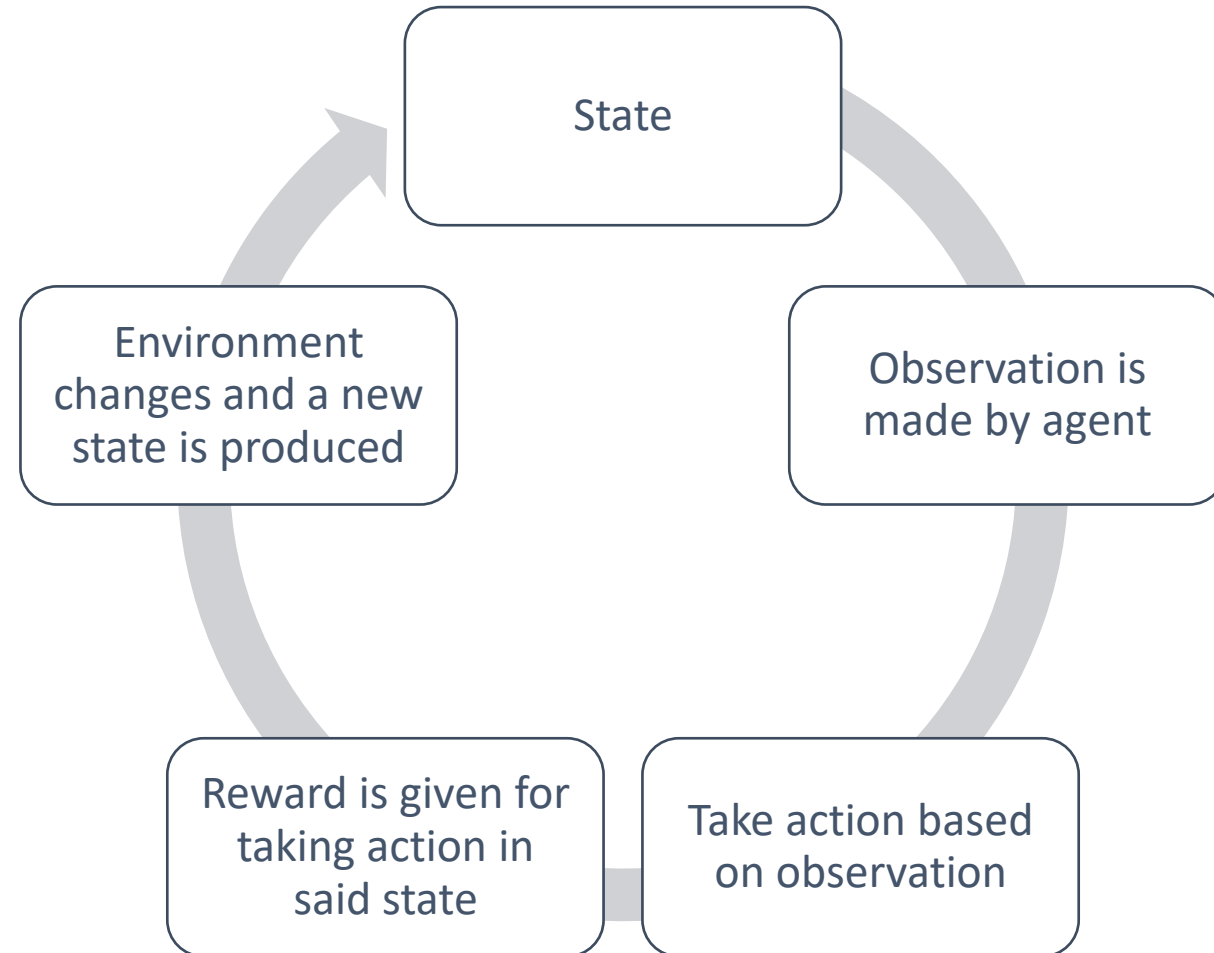 State
Observation is
made by agent
Take action based
on observation
Reward is given for
taking action in
said state
Environment
changes and a new
state is produced